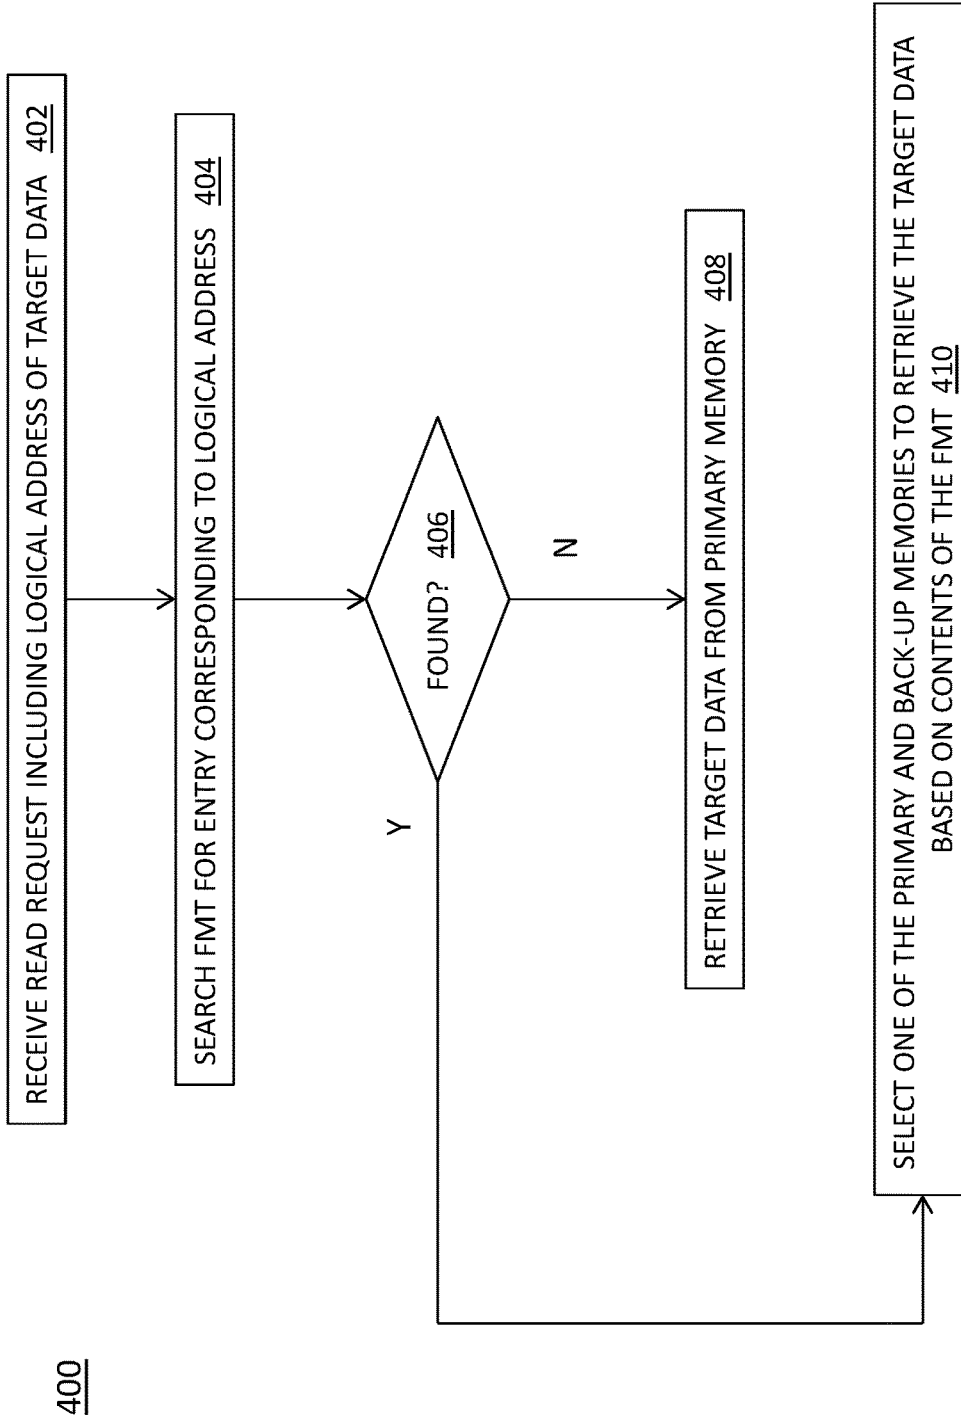 400
RECEIVE READ REQUEST INCLUDING LOGICAL ADDRESS OF TARGET DATA 402
SEARCH FMT FOR ENTRY CORRESPONDING TO LOGICAL ADDRESS 404
FOUND? 406
Y
N
RETRIEVE TARGET DATA FROM PRIMARY MEMORY 408
SELECT ONE OF THE PRIMARY AND BACK-UP MEMORIES TO RETRIEVE THE TARGET DATA
BASED ON CONTENTS OF THE FMT 410